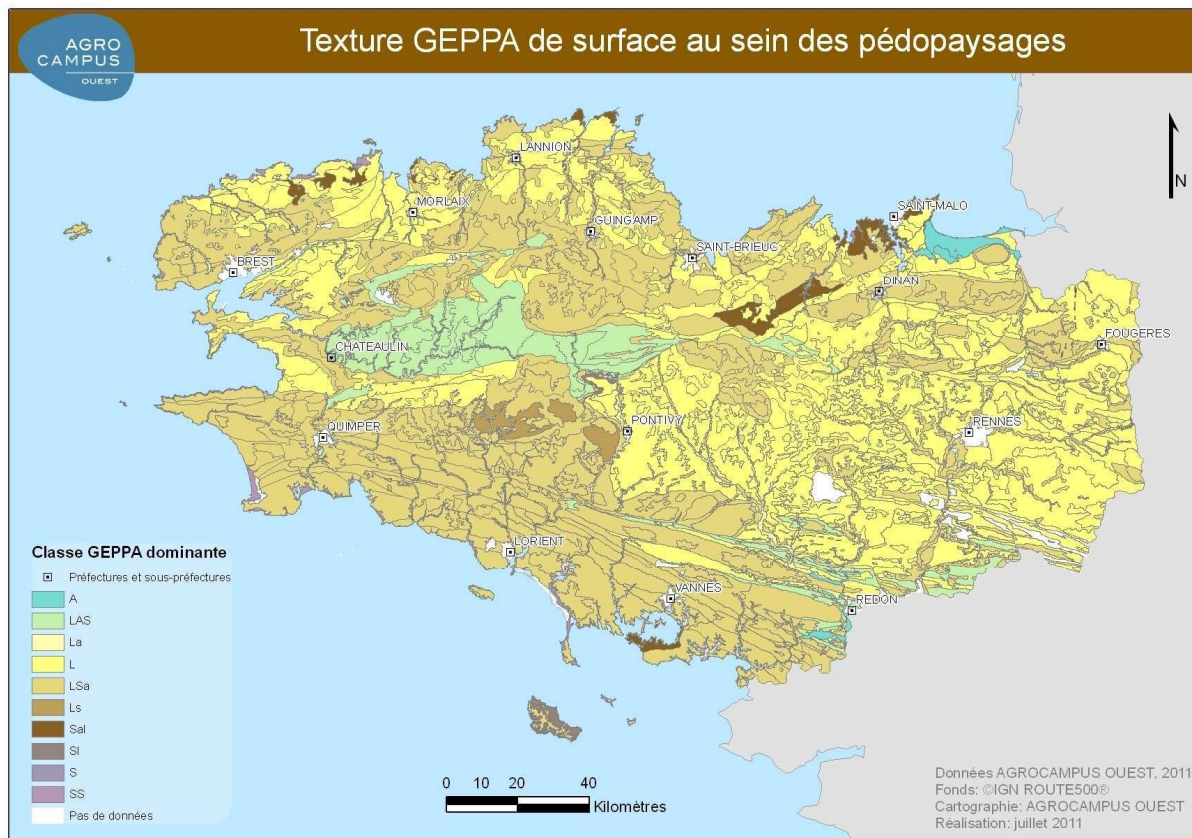 AGRO
CAMPUS
OUEST
Texture GEPPA de surface au sein des pédopaysages
N
LANNION
MORLAIX
GUINGAMP
SAINT-MALO
SAINT-BRIEUC
BREST
DINAN
FOUGERES
CHATEAULIN
PONTIVY
RENNES
QUIMPER
LORIENT
VANNES
REDON
Classe GEPPA dominante
Préfectures et sous-préfectures
A
LAS
La
L
LSa
Ls
Sal
Sl
S
SS
Pas de données
0 10 20 40
Kilomètres
Données AGROCAMPUS OUEST, 2011
Fonds: ©IGN ROUTE500®
Cartographie: AGROCAMPUS OUEST
Réalisation: juillet 2011